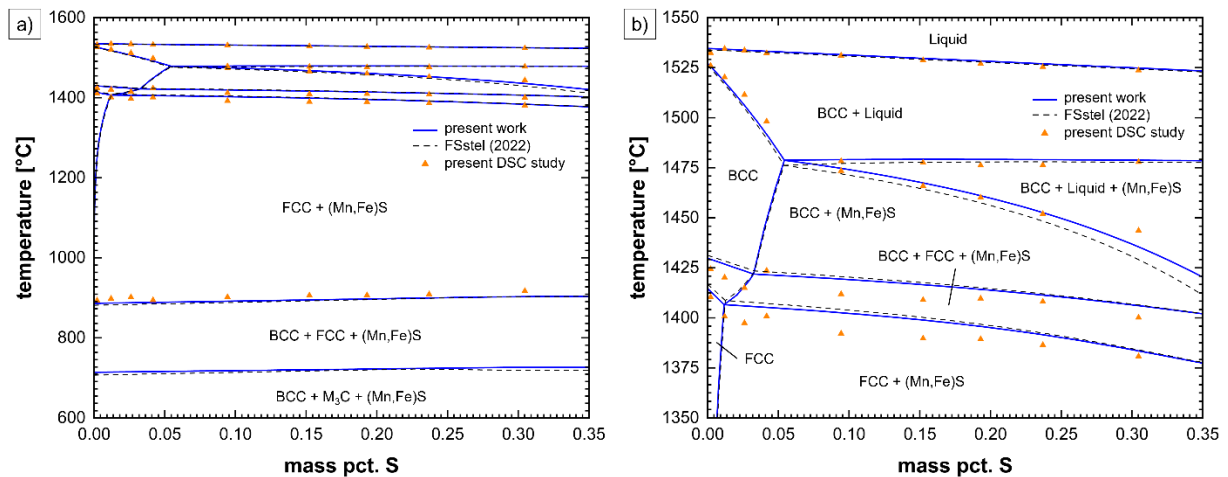 a)
1600
1400
1200
1000
800
600
temperature [°C]
present work
FSstel (2022)
present DSC study
FCC + (Mn,Fe)S
BCC + FCC + (Mn,Fe)S
BCC + M₃C + (Mn,Fe)S
0.00 0.05 0.10 0.15 0.20 0.25 0.30 0.35
mass pct. S
b)
1550
1525
1500
1475
1450
1425
1400
1375
1350
temperature [°C]
Liquid
present work
FSstel (2022)
present DSC study
BCC + Liquid
BCC
BCC + Liquid + (Mn,Fe)S
BCC + (Mn,Fe)S
BCC + FCC + (Mn,Fe)S
FCC
FCC + (Mn,Fe)S
0.00 0.05 0.10 0.15 0.20 0.25 0.30 0.35
mass pct. S